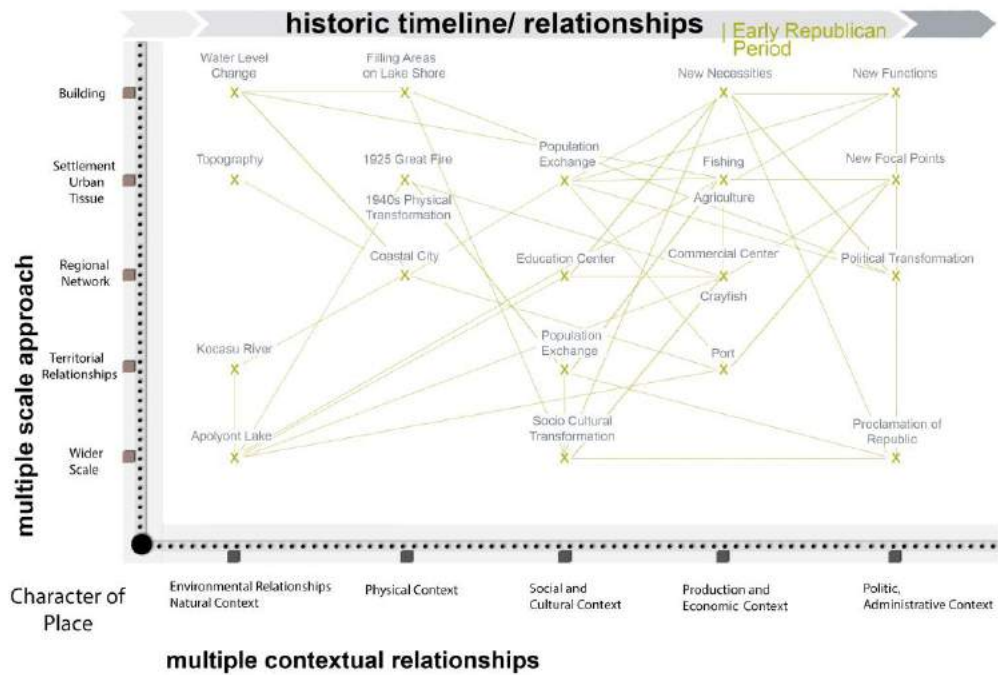 historic timeline/ relationships
| Early Republican
Period
Water Level
Change
Filling Areas
on Lake Shore
New Necessities
New Functions
Building
Topography
1925 Great Fire
Population
Exchange
Fishing
New Focal Points
Settlement
Urban
Tissue
1940s Physical
Transformation
Agriculture
Coastal City
Education Center
Commercial Center
Political Transformation
Regional
Network
Crayfish
Kocasu River
Population
Exchange
Port
Territorial
Relationships
Apolyont Lake
Socio Cultural
Transformation
Proclamation of
Republic
Wider
Scale
multiple scale approach
Character of
Place
Environmental Relationships
Natural Context
Physical Context
Social and
Cultural Context
Production and
Economic Context
Politic,
Administrative Context
multiple contextual relationships